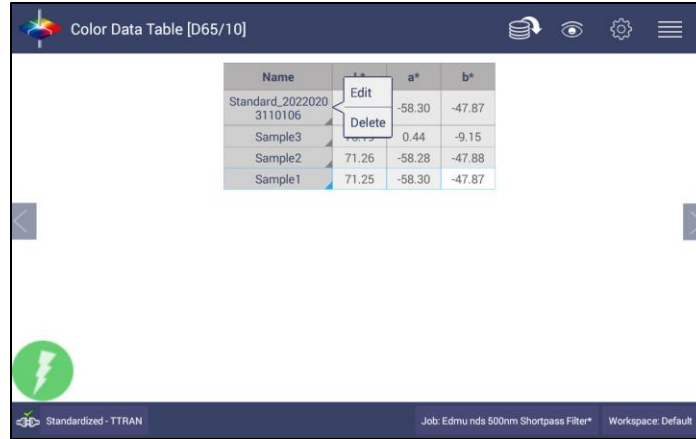 Color Data Table [D65/10]
Name a* b*
Standard_2022020
3110106 -58.30 -47.87
Edit
Delete
Sample3 0.44 -9.15
Sample2 71.26 -58.28 -47.88
Sample1 71.25 -58.30 -47.87
Standardized - TTRAN Job: Edmu nds 500nm Shortpass Filter* Workspace: Default